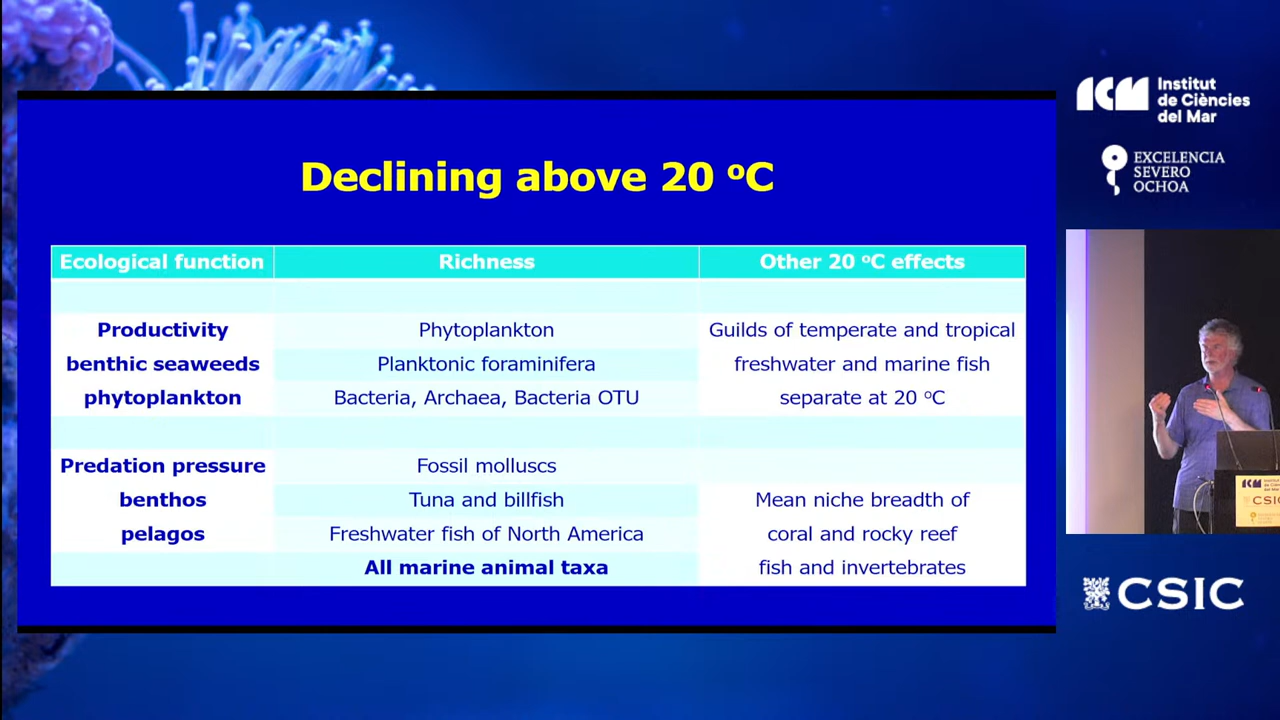 Declining above 20 ºC
Ecological function
Richness
Other 20 ºC effects
Productivity
Phytoplankton
Guilds of temperate and tropical
benthic seaweeds
Planktonic foraminifera
freshwater and marine fish
phytoplankton
Bacteria, Archaea, Bacteria OTU
separate at 20 ºC
Predation pressure
Fossil molluscs
benthos
Tuna and billfish
Mean niche breadth of
pelagos
Freshwater fish of North America
coral and rocky reef
All marine animal taxa
fish and invertebrates
ICM
Institut
de Ciències
del Mar
EXCELENCIA
SEVERO
OCHOA
ICM
CSIC
CSIC